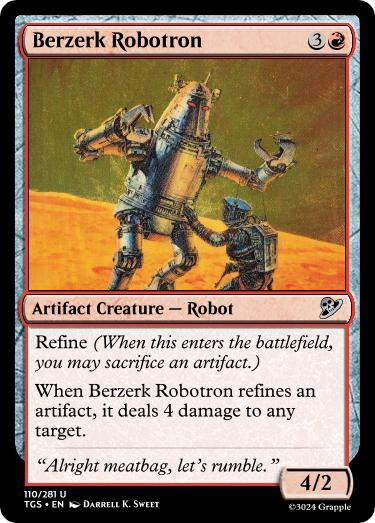 Berzerk Robotron 3
Artifact Creature — Robot
Refine (When this enters the battlefield,
you may sacrifice an artifact.)
When Berzerk Robotron refines an
artifact, it deals 4 damage to any
target.
“Alright meatbag, let's rumble.”
4/2
110/281 U
TGS • EN Darrell K. Sweet
©3024 Grapple